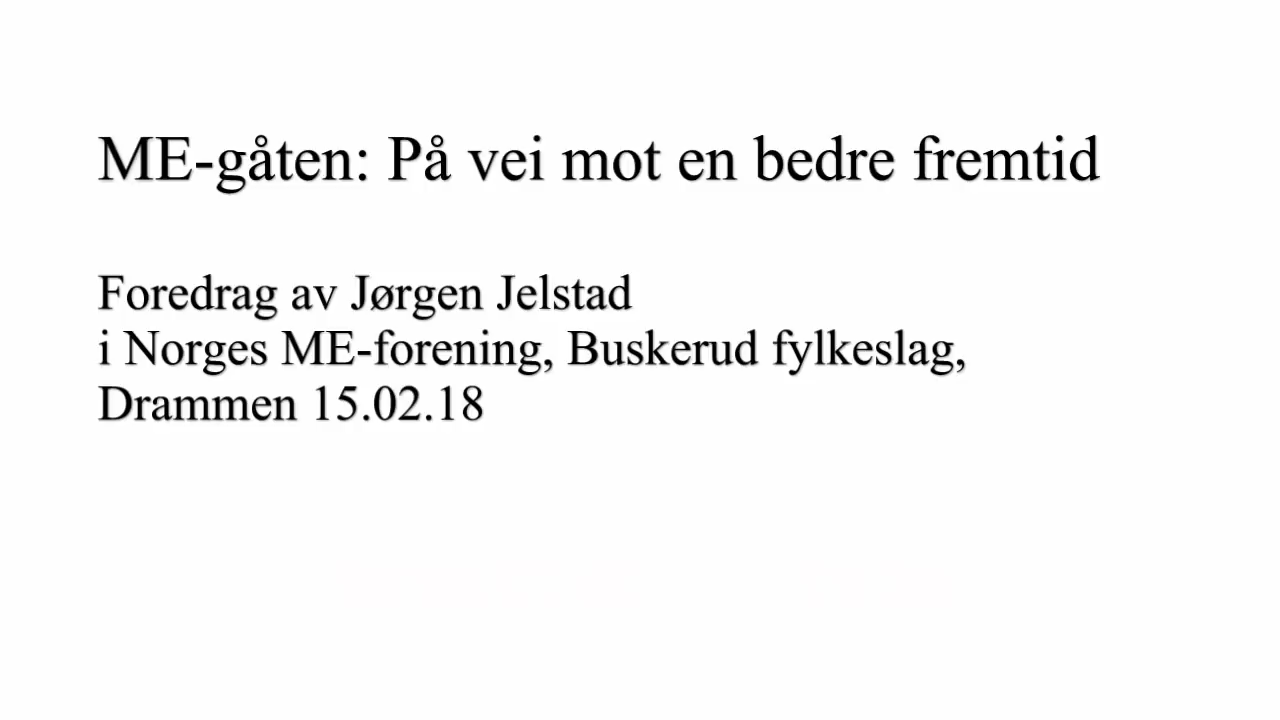 ME-gåten: På vei mot en bedre fremtid
Foredrag av Jørgen Jelstad
i Norges ME-forening, Buskerud fylkeslag,
Drammen 15.02.18